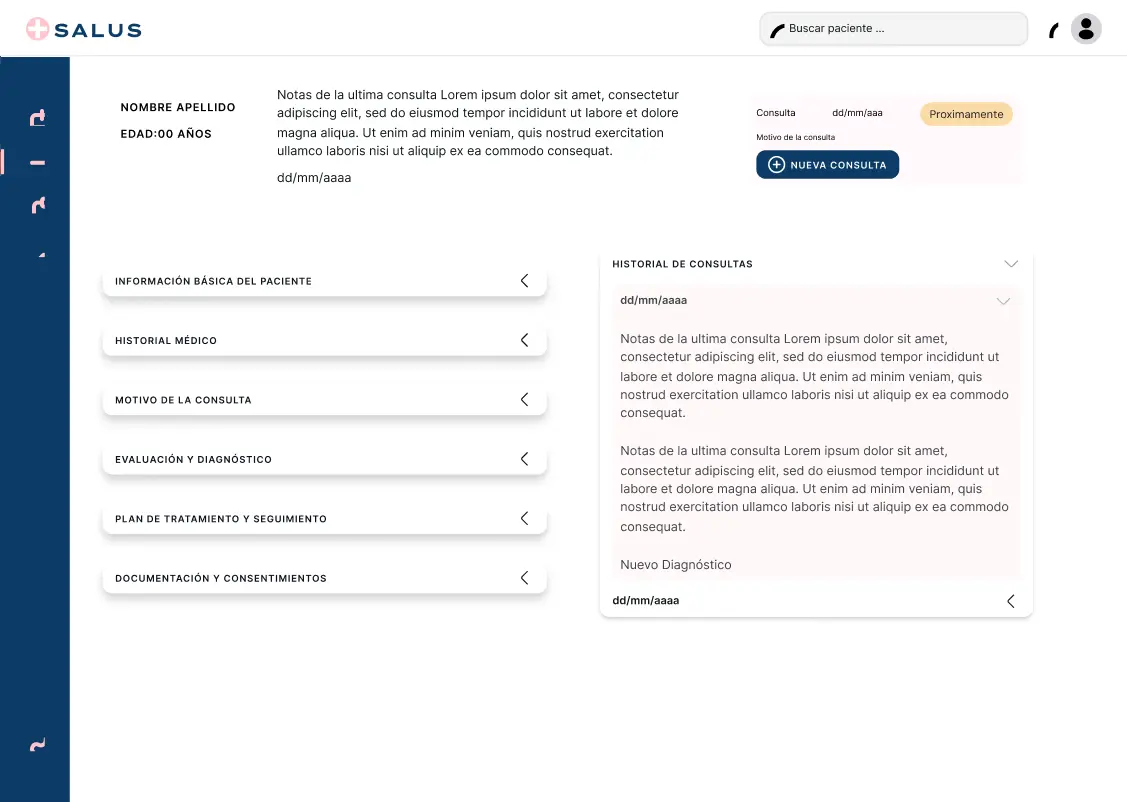 SALUS
Buscar paciente ...
NOMBRE APELLIDO
EDAD:00 AÑOS
Notas de la ultima consulta Lorem ipsum dolor sit amet, consectetur
adipiscing elit, sed do eiusmod tempor incididunt ut labore et dolore
magna aliqua. Ut enim ad minim veniam, quis nostrud exercitation
ullamco laboris nisi ut aliquip ex ea commodo consequat.
dd/mm/aaaa
Consulta dd/mm/aaa Proximamente
Motivo de la consulta
NUEVA CONSULTA
INFORMACIÓN BÁSICA DEL PACIENTE
HISTORIAL MÉDICO
MOTIVO DE LA CONSULTA
EVALUACIÓN Y DIAGNÓSTICO
PLAN DE TRATAMIENTO Y SEGUIMIENTO
DOCUMENTACIÓN Y CONSENTIMIENTOS
HISTORIAL DE CONSULTAS
dd/mm/aaaa
Notas de la ultima consulta Lorem ipsum dolor sit amet,
consectetur adipiscing elit, sed do eiusmod tempor incididunt ut
labore et dolore magna aliqua. Ut enim ad minim veniam, quis
nostrud exercitation ullamco laboris nisi ut aliquip ex ea commodo
consequat.
Notas de la ultima consulta Lorem ipsum dolor sit amet,
consectetur adipiscing elit, sed do eiusmod tempor incididunt ut
labore et dolore magna aliqua. Ut enim ad minim veniam, quis
nostrud exercitation ullamco laboris nisi ut aliquip ex ea commodo
consequat.
Nuevo Diagnóstico
dd/mm/aaaa